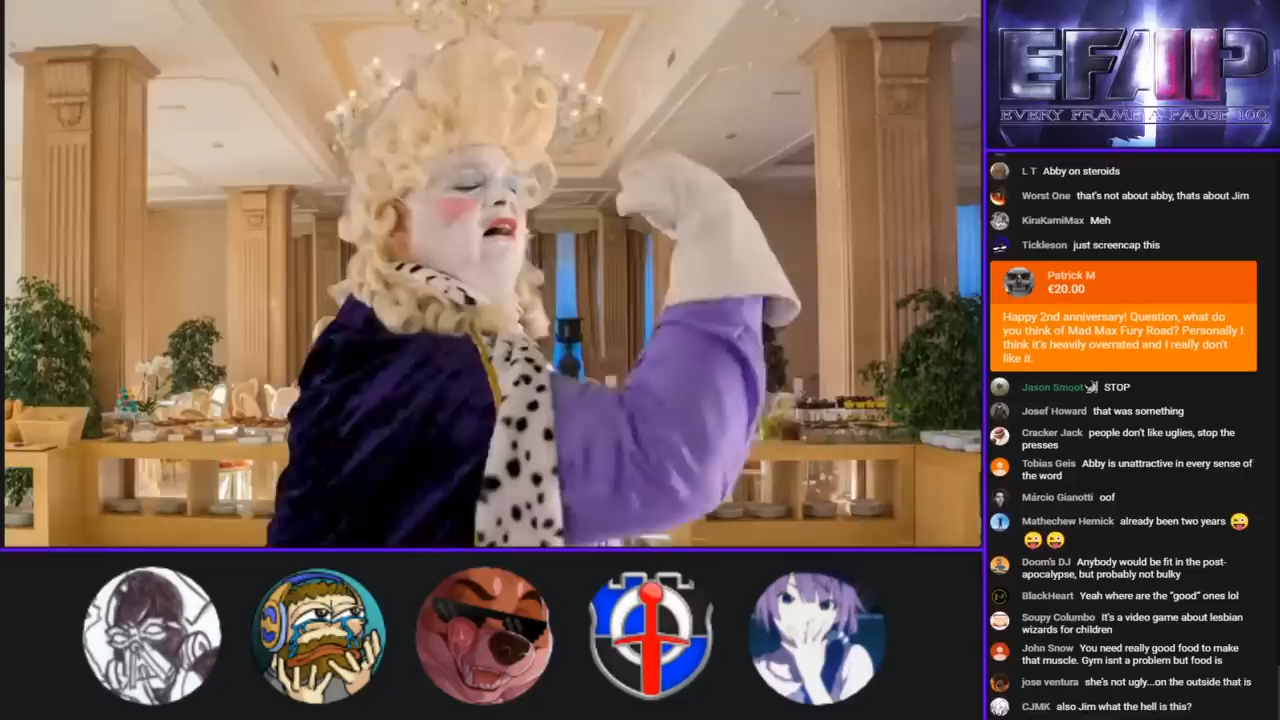 EFAP
EVERY FRAME A PAUSE 100
L T Abby on steroids
Worst One that's not about abby, thats about Jim
KiraKamiMax Meh
Tickleson just screencap this
Patrick M
€20.00
Happy 2nd anniversary! Question, what do
you think of Mad Max Fury Road? Personally I
think it's heavily overrated and I really don't
like it.
Jason Smoot STOP
Josef Howard that was something
Cracker Jack people don't like uglies, stop the
presses
Tobias Geis Abby is unattractive in every sense of
the word
Márcio Gianotti oof
Mathechew Hemick already been two years 😜
😜😜
Doom's DJ Anybody would be fit in the post-
apocalypse, but probably not bulky
BlackHeart Yeah where are the "good" ones lol
Soupy Columbo It's a video game about lesbian
wizards for children
John Snow You need really good food to make
that muscle. Gym isnt a problem but food is
jose ventura she's not ugly...on the outside that is
CJMK also Jim what the hell is this?